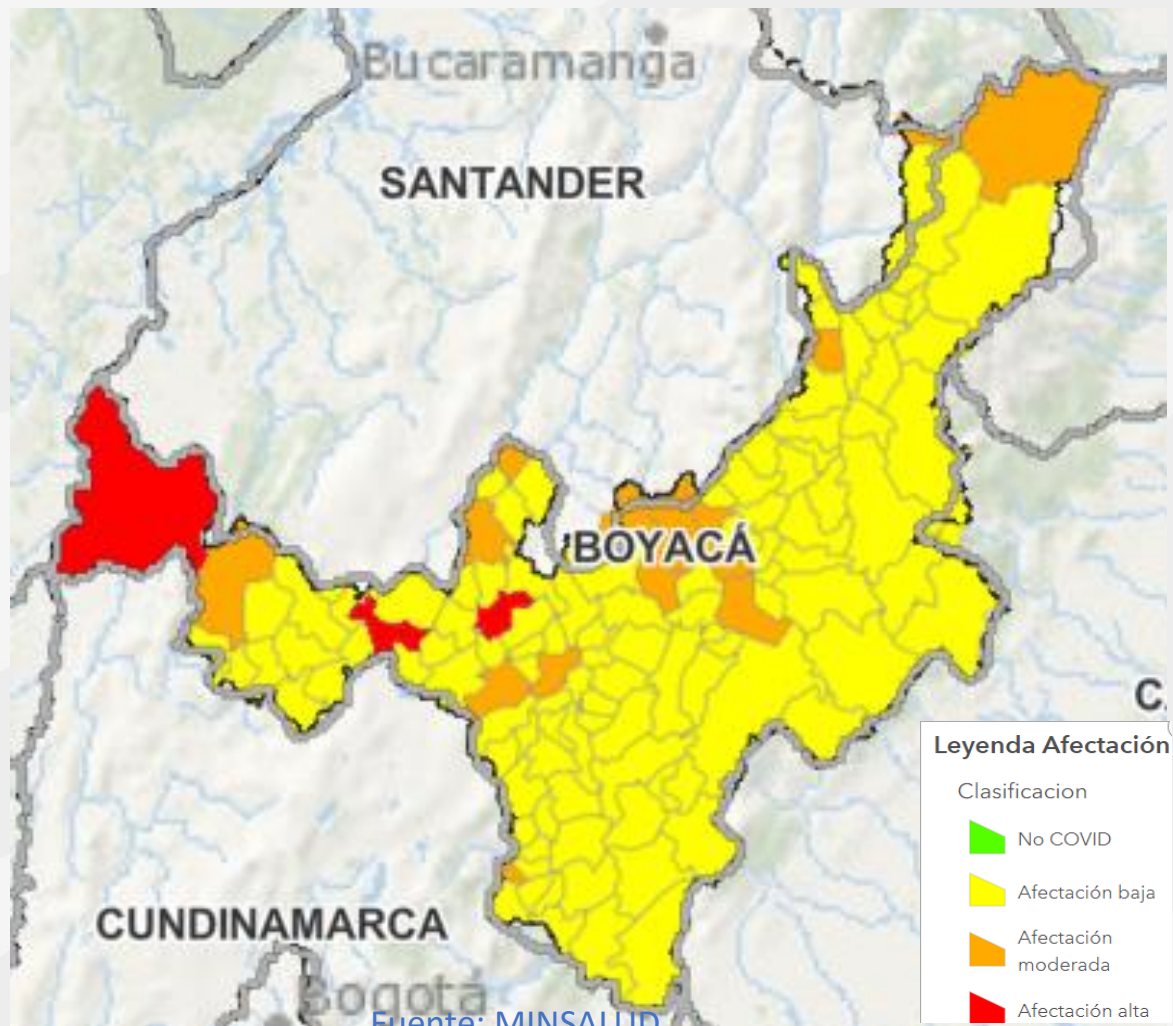 Bucaramanga
SANTANDER
BOYACÁ
C
Leyenda Afectación
Clasificacion
No COVID
Afectación baja
Afectación
moderada
Afectación alta
CUNDINAMARCA
Bogotá
Fuente: MINSALUD